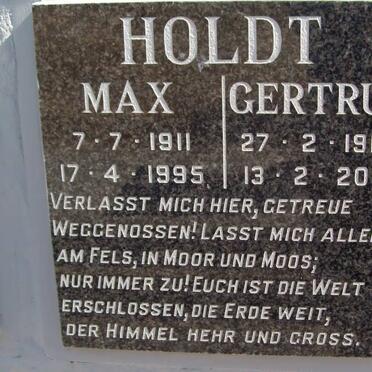 HOLDT
MAX GERTRU
7·7·1911 27·2·19
17·4·1995 13·2·20
VERLASST MICH HIER, GETREUE
WEGGENOSSEN! LASST MICH ALLE
AM FELS, IN MOOR UND MOOS;
NUR IMMER ZU! EUCH IST DIE WELT
ERSCHLOSSEN, DIE ERDE WEIT,
DER HIMMEL HEHR UND GROSS.